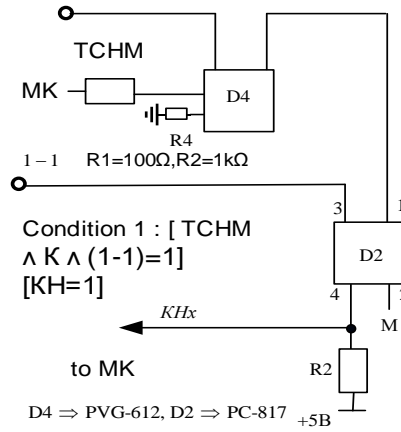 TCHM
MK
D4
R4
1 – 1 R1=100Ω,R2=1kΩ
Condition 1 : [ TCHM
∧ K ∧ (1-1)=1]
[KH=1]
3
1
D2
4
M
KHx
to MK
R2
D4 ⇒ PVG-612, D2 ⇒ PC-817
+5B